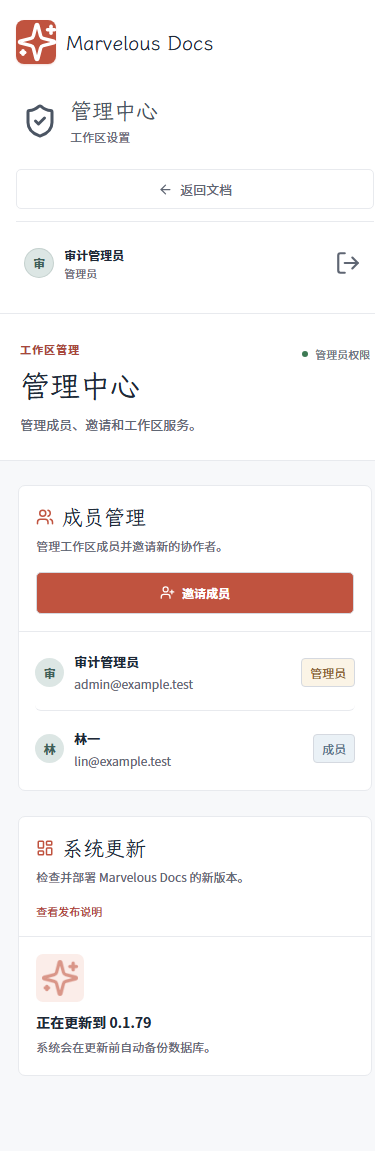 Marvelous Docs
管理中心
工作区设置
返回文档
审
审计管理员
管理员
工作区管理
管理员权限
管理中心
管理成员、邀请和工作区服务。
成员管理
管理工作区成员并邀请新的协作者。
邀请成员
审
审计管理员
admin@example.test
管理员
林
林一
lin@example.test
成员
系统更新
检查并部署 Marvelous Docs 的新版本。
查看发布说明
正在更新到 0.1.79
系统会在更新前自动备份数据库。